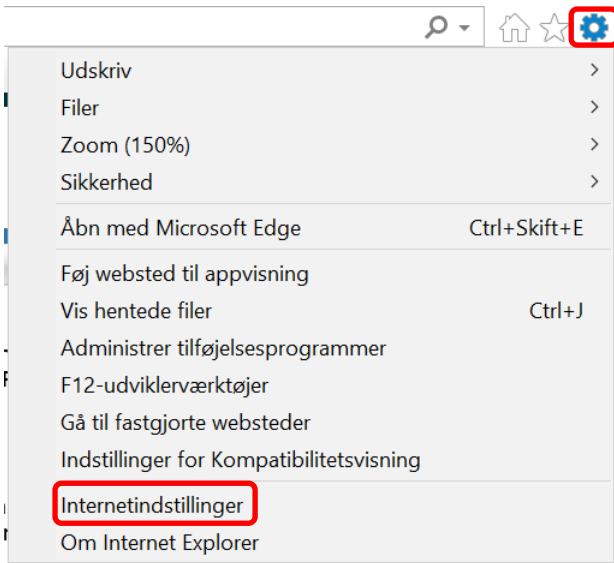 Udskriv
Filer
Zoom (150%)
Sikkerhed
Åbn med Microsoft Edge Ctrl+Skift+E
Føj websted til appvisning
Vis hentede filer Ctrl+J
Administrer tilføjelsesprogrammer
F12-udviklerværktøjer
Gå til fastgjorte websteder
Indstillinger for Kompatibilitetsvisning
Internetindstillinger
Om Internet Explorer